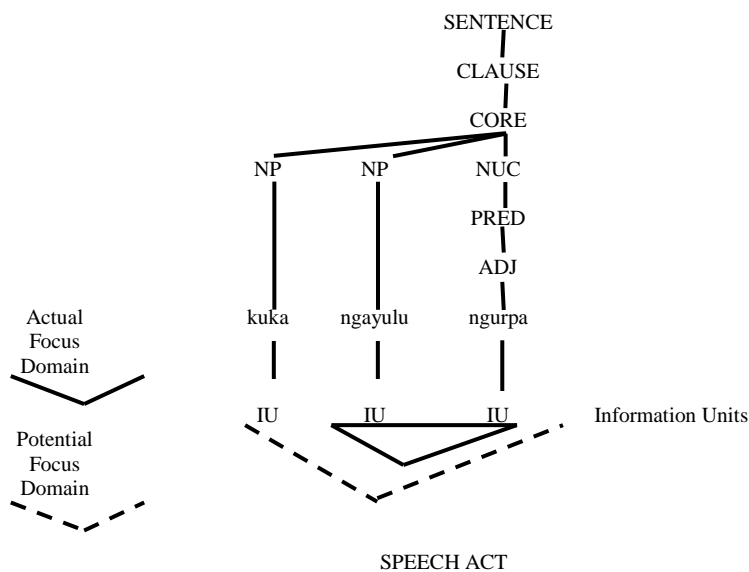 SENTENCE
CLAUSE
CORE
NP NP NUC
PRED
ADJ
kuka ngayulu ngurpa
Actual
Focus
Domain
IU IU IU Information Units
Potential
Focus
Domain
SPEECH ACT